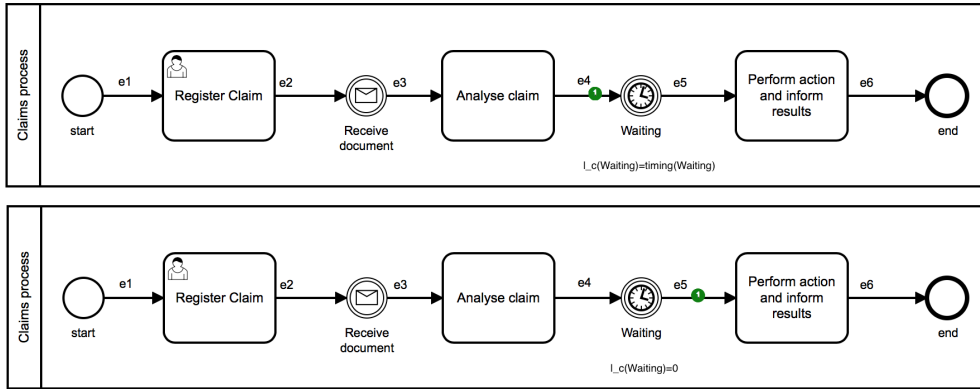 Claims process
e1
e2
e3
e4
e5
e6
Register Claim
Analyse claim
1
Perform action
and inform
results
start
Receive
document
Waiting
end
l_c(Waiting)=timing(Waiting)
Claims process
e1
e2
e3
e4
e5
e6
Register Claim
Analyse claim
1
Perform action
and inform
results
start
Receive
document
Waiting
end
l_c(Waiting)=0